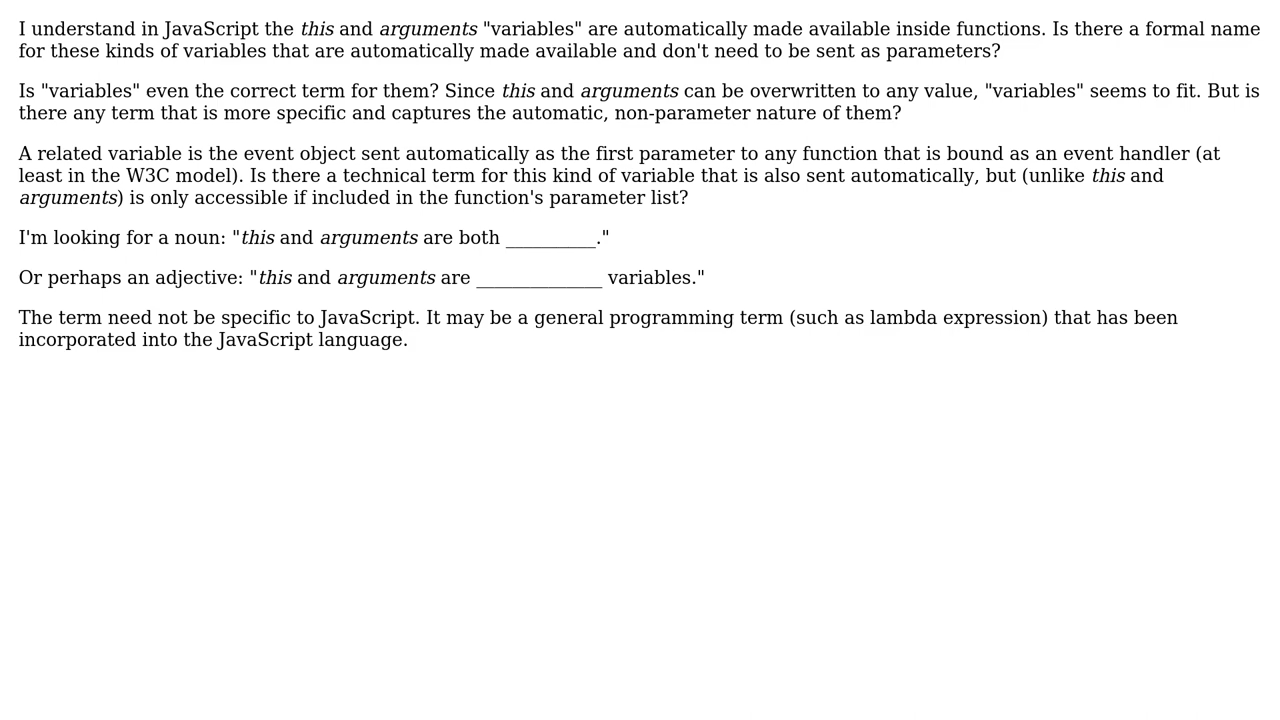 I understand in JavaScript the this and arguments "variables" are automatically made available inside functions. Is there a formal name
for these kinds of variables that are automatically made available and don't need to be sent as parameters?
Is "variables" even the correct term for them? Since this and arguments can be overwritten to any value, "variables" seems to fit. But is
there any term that is more specific and captures the automatic, non-parameter nature of them?
A related variable is the event object sent automatically as the first parameter to any function that is bound as an event handler (at
least in the W3C model). Is there a technical term for this kind of variable that is also sent automatically, but (unlike this and
arguments) is only accessible if included in the function's parameter list?
I'm looking for a noun: "this and arguments are both __________."
Or perhaps an adjective: "this and arguments are ______________ variables."
The term need not be specific to JavaScript. It may be a general programming term (such as lambda expression) that has been
incorporated into the JavaScript language.